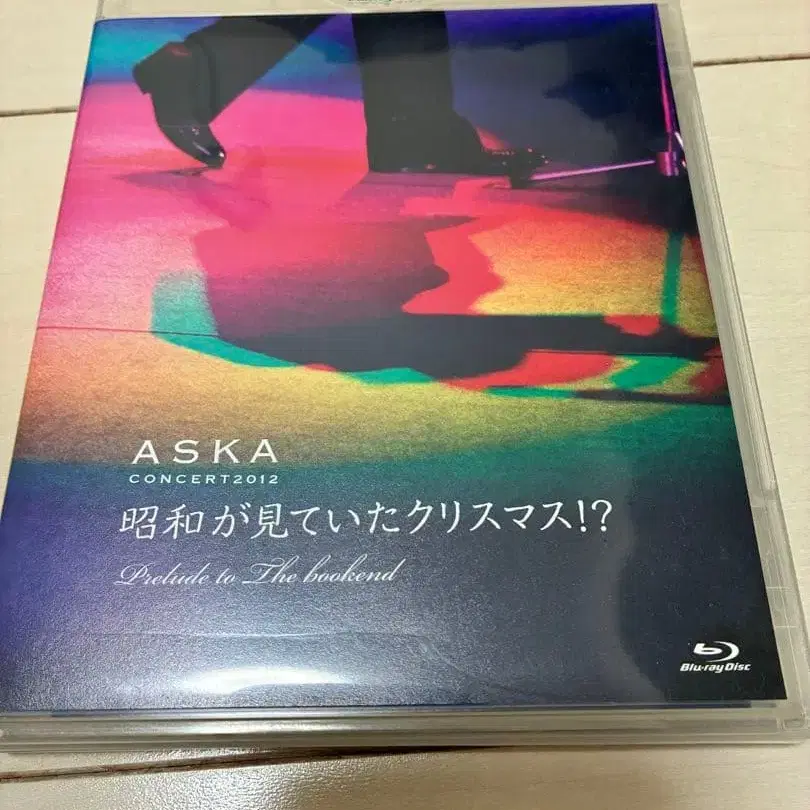 ASKA
CONCERT2012
昭和が見ていたクリスマス!?
Prelude to The bookend
Blu-ray Disc